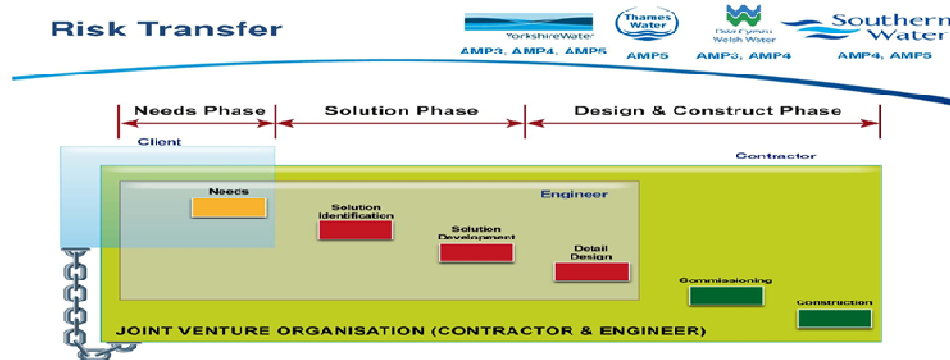 Risk Transfer
YorkshireWater
AMP3, AMP4, AMP5
Thames
Water
AMP5
Dŵr Cymru
Welsh Water
AMP3, AMP4
Southern
Water
AMP4, AMP5
Needs Phase
Solution Phase
Design & Construct Phase
Client
Contractor
Needs
Engineer
Solution
Identification
Solution
Development
Detail
Design
Commissioning
Construction
JOINT VENTURE ORGANISATION (CONTRACTOR & ENGINEER)